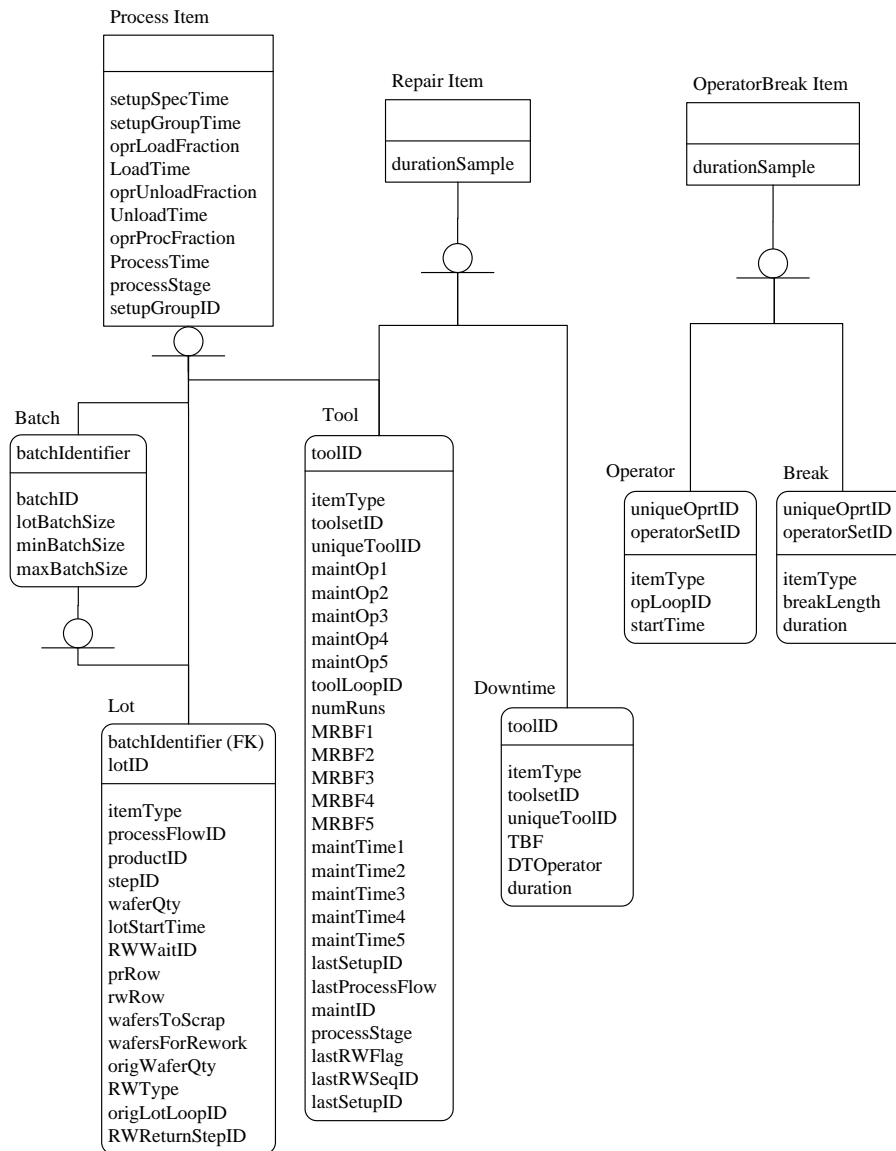 Process Item
setupSpecTime
setupGroupTime
oprLoadFraction
LoadTime
oprUnloadFraction
UnloadTime
oprProcFraction
ProcessTime
processStage
setupGroupID
Repair Item
durationSample
OperatorBreak Item
durationSample
Batch
batchIdentifier
batchID
lotBatchSize
minBatchSize
maxBatchSize
Tool
toolID
itemType
toolsetID
uniqueToolID
maintOp1
maintOp2
maintOp3
maintOp4
maintOp5
toolLoopID
numRuns
MRBF1
MRBF2
MRBF3
MRBF4
MRBF5
maintTime1
maintTime2
maintTime3
maintTime4
maintTime5
lastSetupID
lastProcessFlow
maintID
processStage
lastRWFlag
lastRWSeqID
lastSetupID
Operator
uniqueOprtID
operatorSetID
itemType
opLoopID
startTime
Break
uniqueOprtID
operatorSetID
itemType
breakLength
duration
Lot
batchIdentifier (FK)
lotID
itemType
processFlowID
productID
stepID
waferQty
lotStartTime
RWWaitID
prRow
rwRow
wafersToScrap
wafersForRework
origWaferQty
RWType
origLotLoopID
RWReturnStepID
Downtime
toolID
itemType
toolsetID
uniqueToolID
TBF
DTOperator
duration